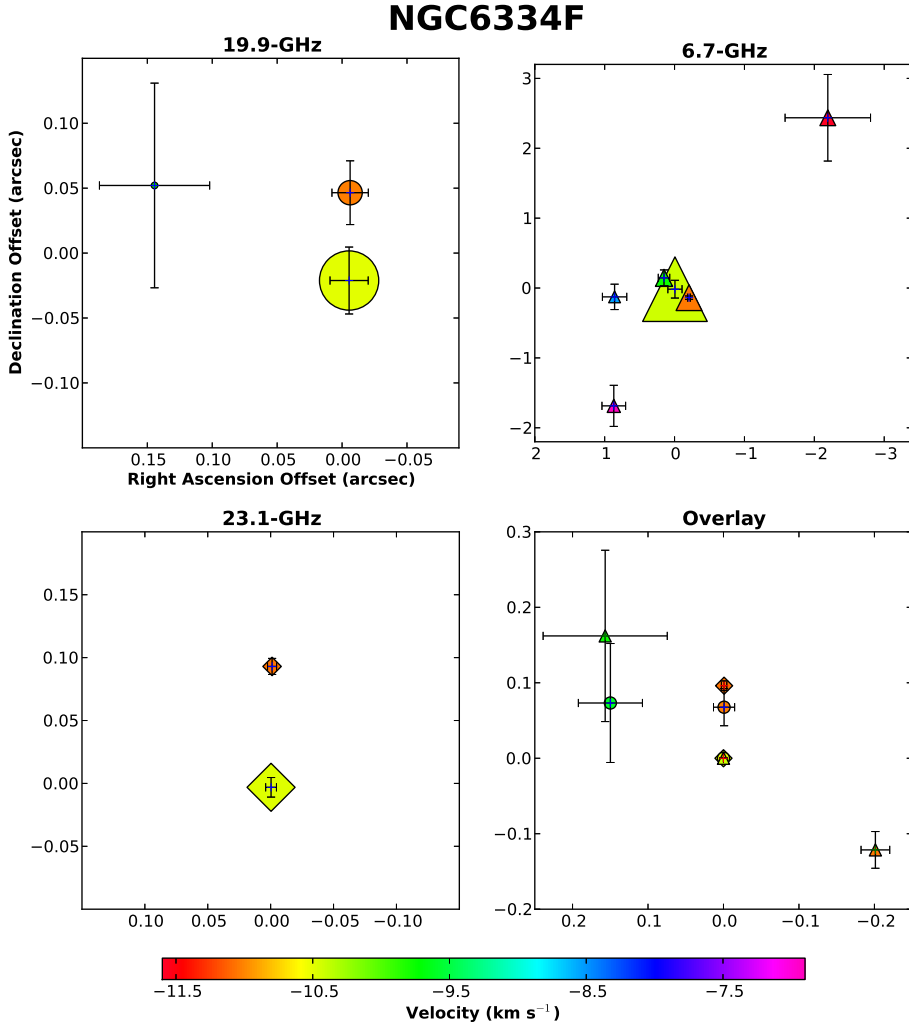 NGC6334F
19.9-GHz
6.7-GHz
Declination Offset (arcsec)
0.10
0.05
0.00
−0.05
−0.10
0.15 0.10 0.05 0.00 −0.05
Right Ascension Offset (arcsec)
3
2
1
0
−1
−2
2 1 0 −1 −2 −3
23.1-GHz
Overlay
0.15
0.10
0.05
0.00
−0.05
0.10 0.05 0.00 −0.05 −0.10
0.3
0.2
0.1
0.0
−0.1
−0.2
0.2 0.1 0.0 −0.1 −0.2
−11.5 −10.5 −9.5 −8.5 −7.5
Velocity (km s⁻¹)